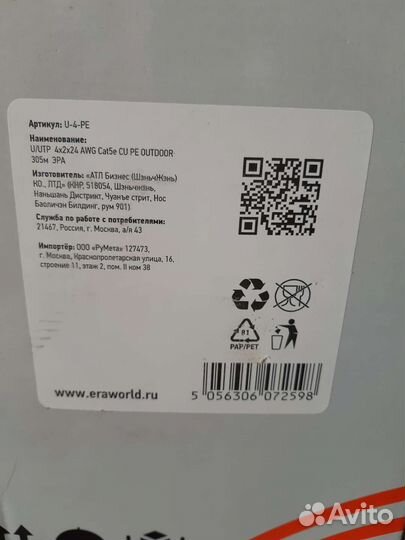 Артикул: U-4-PE
Наименование:
U/UTP 4x2x24 AWG Cat5e CU PE OUTDOOR
305м ЭРА
Изготовитель: «АТЛ Бизнес (Шэньчжэнь)
КО., ЛТД» (КНР, 518054, Шэньчжэнь,
Наньшань Дистрикт, Чуанъе стрит, Нос
Баоличэн Билдинг, рум 901)
Служба по работе с потребителями:
21467, Россия, г. Москва, а/я 43
Импортёр: ООО «РуМета» 127473,
г. Москва, Краснопролетарская улица, 16,
строение 11, этаж 2, пом. II ком 38
81
PAP/PET
www.eraworld.ru
5 056306 072598
Avito